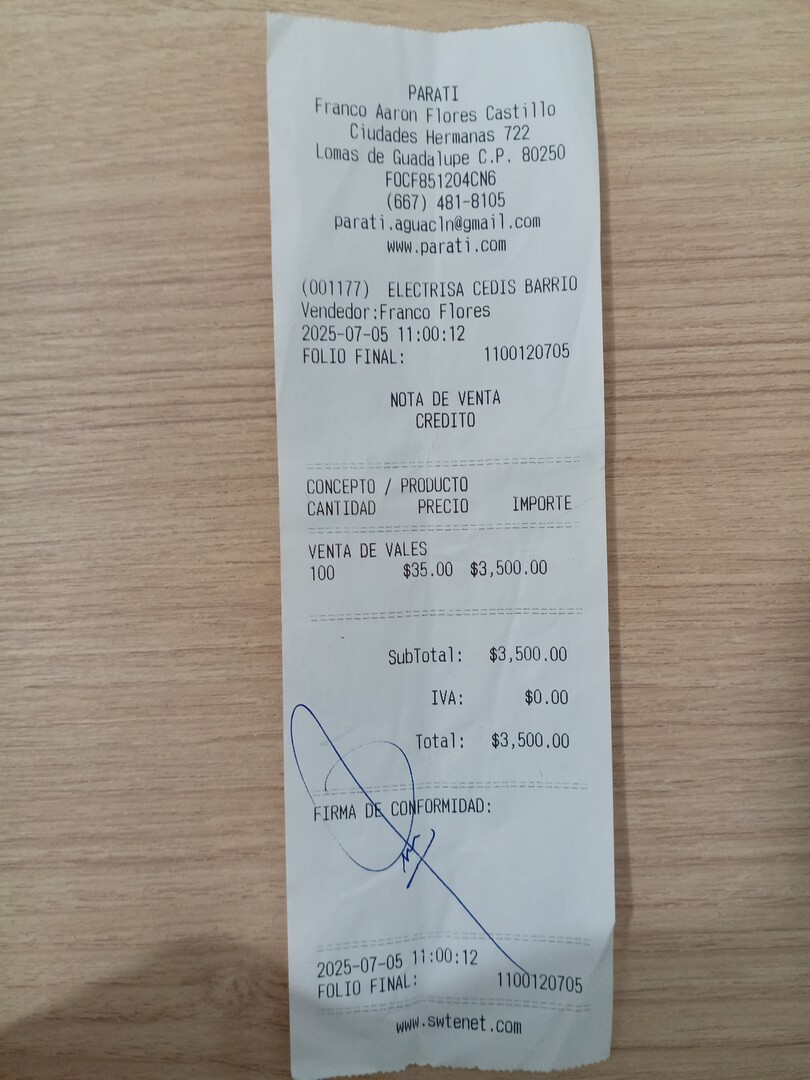 PARATI
Franco Aaron Flores Castillo
Ciudades Hermanas 722
Lomas de Guadalupe C.P. 80250
FOCF851204CN6
(667) 481-8105
parati.aguacln@gmail.com
www.parati.com
(001177) ELECTRISA CEDIS BARRIO
Vendedor:Franco Flores
2025-07-05 11:00:12
FOLIO FINAL: 1100120705
NOTA DE VENTA
CREDITO
CONCEPTO / PRODUCTO
CANTIDAD PRECIO IMPORTE
VENTA DE VALES
100 $35.00 $3,500.00
SubTotal: $3,500.00
IVA: $0.00
Total: $3,500.00
FIRMA DE CONFORMIDAD:
2025-07-05 11:00:12
FOLIO FINAL: 1100120705
www.swtenet.com